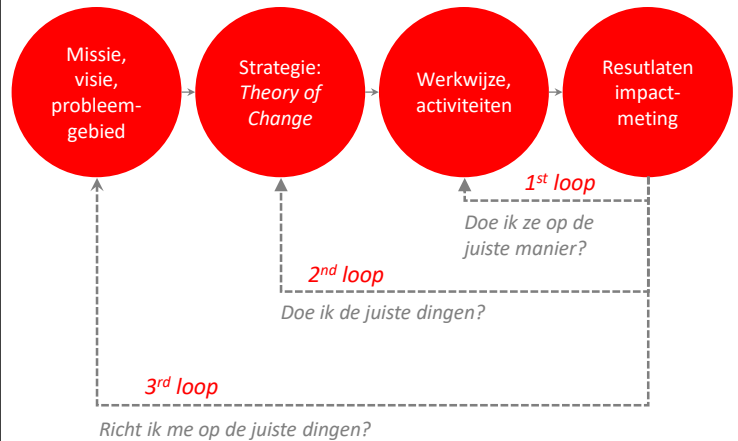 Missie,
visie,
probleem-
gebied
Strategie:
Theory of
Change
Werkwijze,
activiteiten
Resutlaten
impact-
meting
1st loop
Doe ik ze op de
juiste manier?
2nd loop
Doe ik de juiste dingen?
3rd loop
Richt ik me op de juiste dingen?